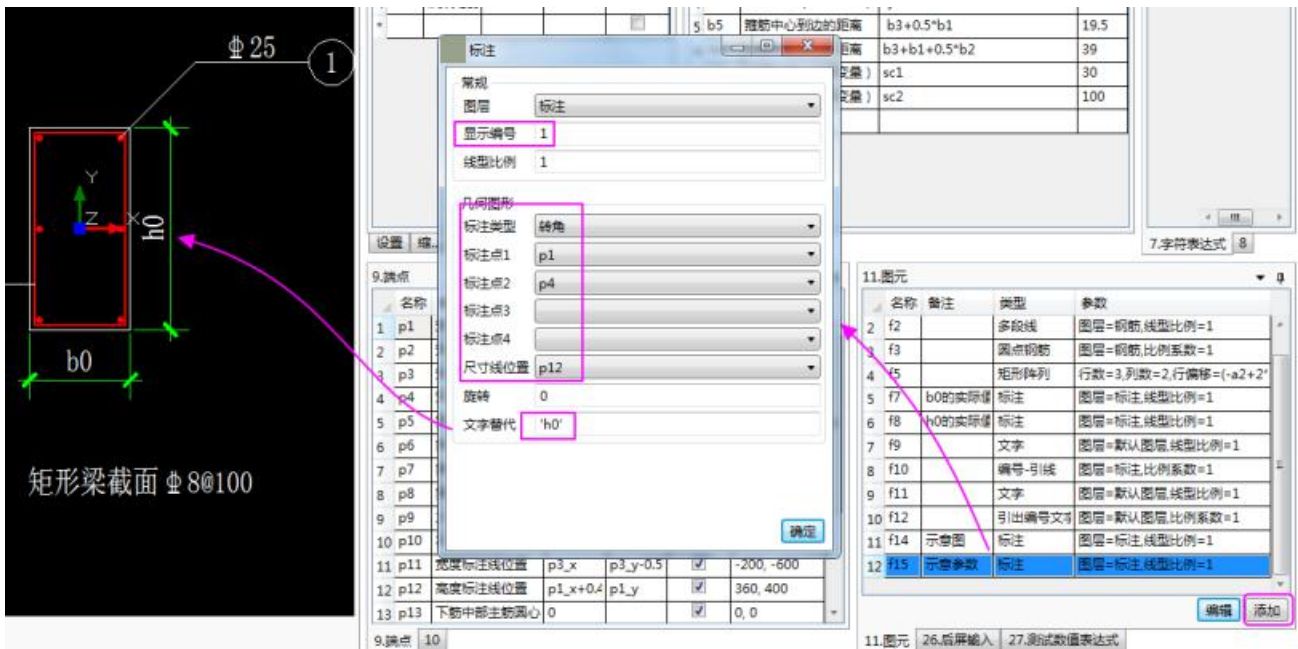 ⌀25
1
Y
Z
X
h0
b0
矩形梁截面⌀8@100
5 b5 箍筋中心到边的距离 b3+0.5*b1 19.5
距离 b3+b1+0.5*b2 39
变量） sc1 30
变量） sc2 100
设置
7.字符表达式 8
标注
常规
图层 标注
显示编号 1
线型比例 1
几何图形
标注类型 转角
标注点1 p1
标注点2 p4
标注点3
标注点4
尺寸线位置 p12
旋转 0
文字替代 'h0'
确定
9.端点
名称
1 p1
2 p2
3 p3
4 p4
5 p5
6 p6
7 p7
8 p8
9 p9
10 p10
11 p11 宽度标注线位置 p3_x p3_y-0.5 -200, -600
12 p12 高度标注线位置 p1_x+0.4 p1_y 360, 400
13 p13 下筋中部主筋圆心 0 0, 0
9.端点 10
11.图元
名称 备注 类型 参数
2 f2 多段线 图层=钢筋,线型比例=1
3 f3 圆点钢筋 图层=钢筋,比例系数=1
4 f5 矩形阵列 行数=3,列数=2,行偏移=(-a2+2*
5 f7 b0的实际值 标注 图层=标注,线型比例=1
6 f8 h0的实际值 标注 图层=标注,线型比例=1
7 f9 文字 图层=默认图层,线型比例=1
8 f10 编号-引线 图层=标注,比例系数=1
9 f11 文字 图层=默认图层,线型比例=1
10 f12 引出编号文字 图层=默认图层,比例系数=1
11 f14 示意图 标注 图层=标注,线型比例=1
12 f15 示意参数 标注 图层=标注,线型比例=1
编辑 添加
11.图元 26.后屏输入 27.测试数值表达式